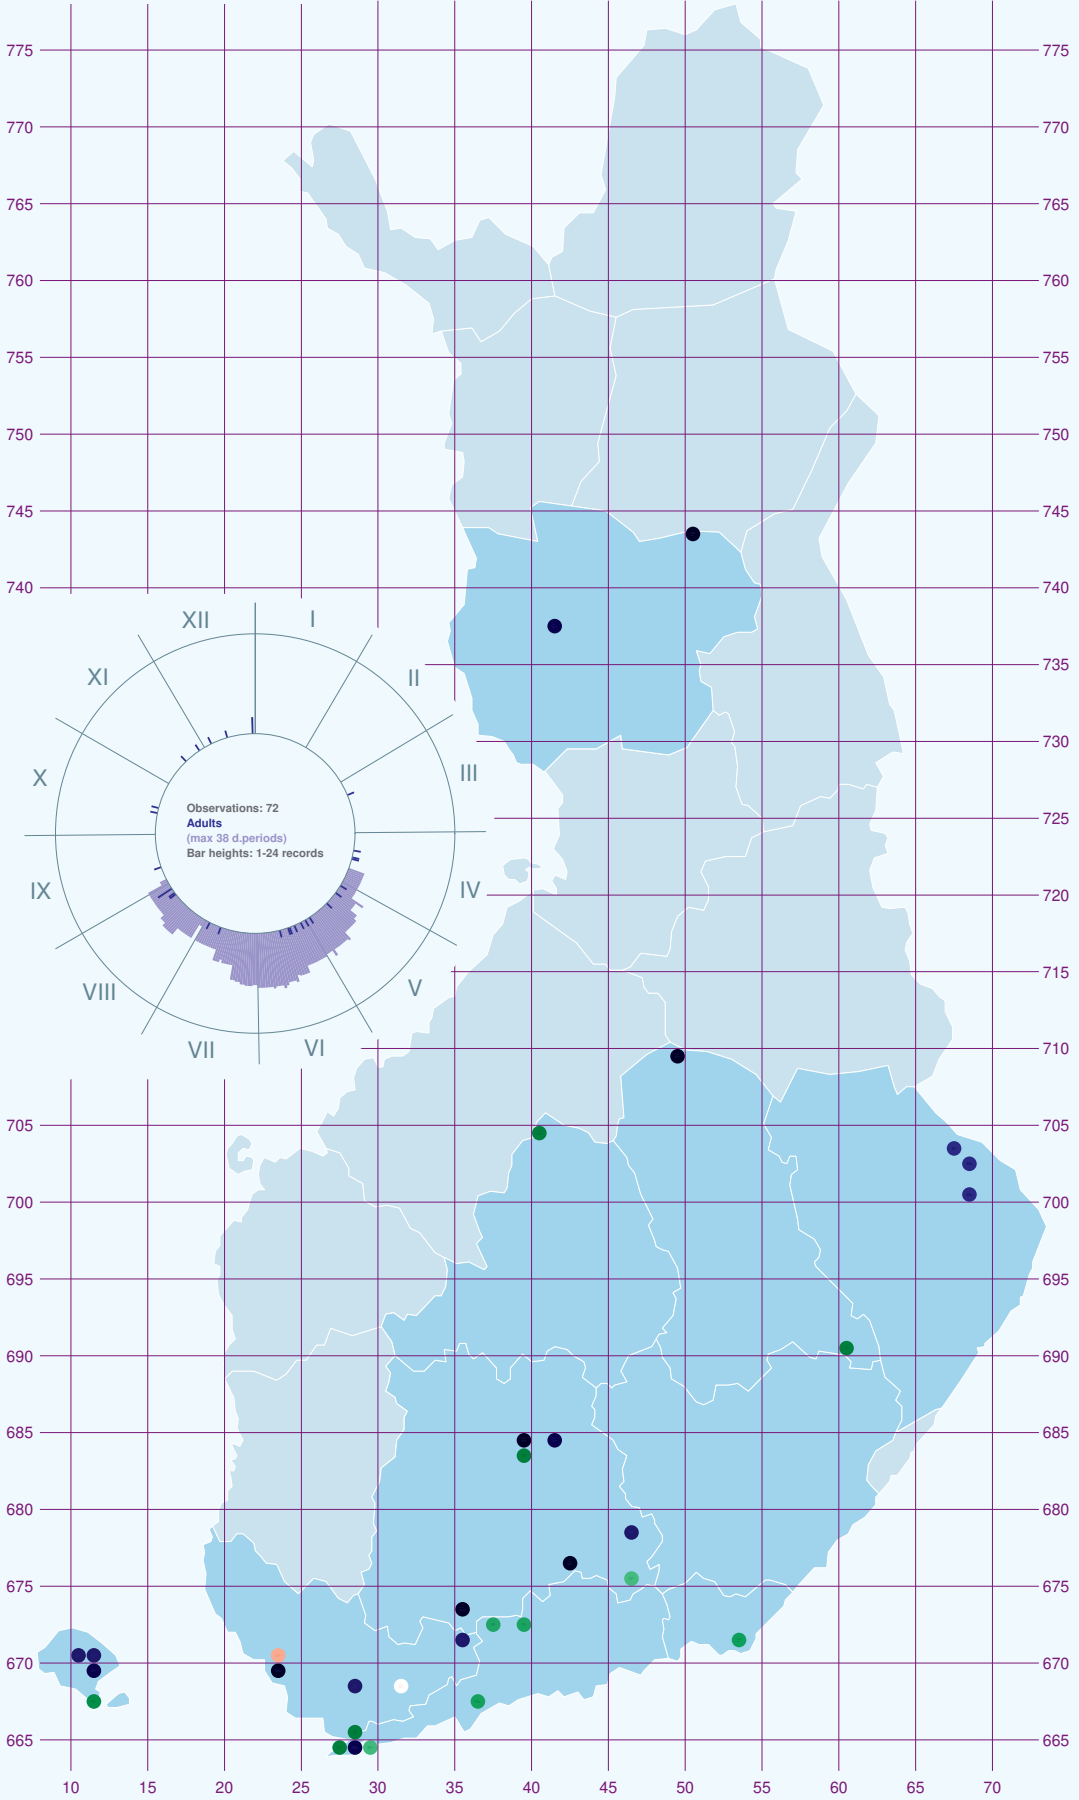 775 775
770 770
765 765
760 760
755 755
750 750
745 745
740 740
735
XII I
XI II
730 730
X III
Observations: 72
Adults
(max 38 d.periods)
Bar heights: 1-24 records
725
IX IV
720
VIII V
715
VII VI
710
705 705
700 700
695 695
690 690
685 685
680 680
675 675
670 670
665 665
10 15 20 25 30 35 40 45 50 55 60 65 70